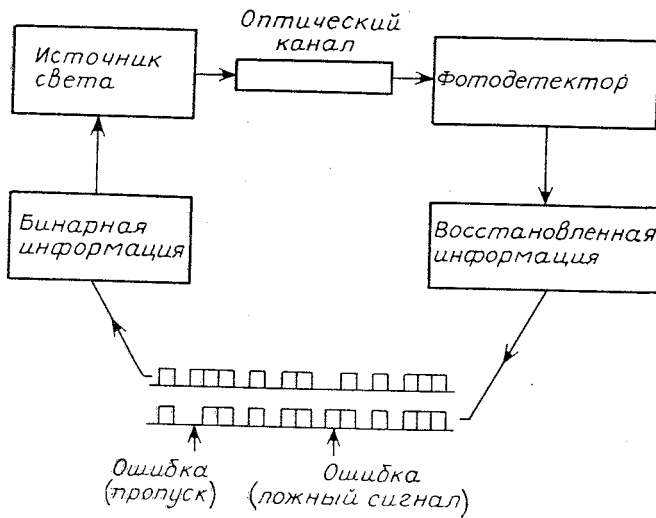 Оптический
канал
Источник
света
Фотодетектор
Бинарная
информация
Восстановленная
информация
Ошибка
(пропуск)
Ошибка
(ложный сигнал)